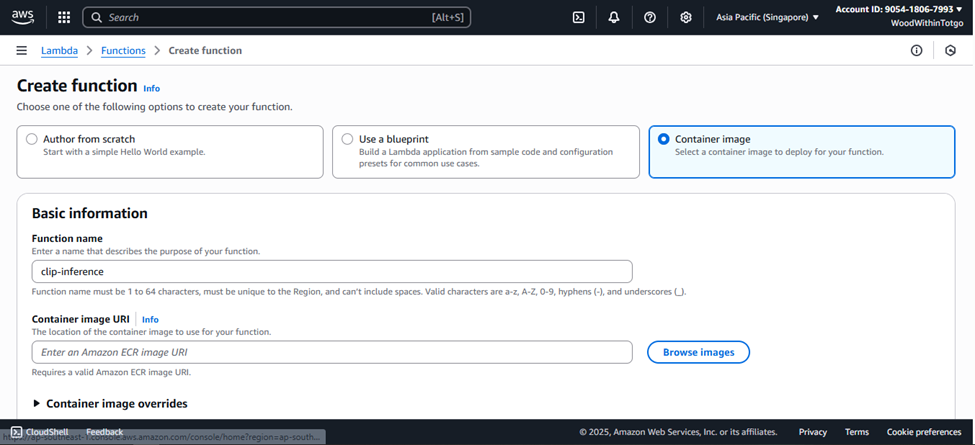 aws
Search [Alt+S]
Asia Pacific (Singapore) ▼
Account ID: 9054-1806-7993 ▼
WoodWithinTotgo
Lambda > Functions > Create function
Create function Info
Choose one of the following options to create your function.
Author from scratch
Start with a simple Hello World example.
Use a blueprint
Build a Lambda application from sample code and configuration
presets for common use cases.
Container image
Select a container image to deploy for your function.
Basic information
Function name
Enter a name that describes the purpose of your function.
clip-inference
Function name must be 1 to 64 characters, must be unique to the Region, and can't include spaces. Valid characters are a-z, A-Z, 0-9, hyphens (-), and underscores (_).
Container image URI Info
The location of the container image to use for your function.
Enter an Amazon ECR image URI
Browse images
Requires a valid Amazon ECR image URI.
Container image overrides
CloudShell Feedback
https://ap-southeast-1.console.aws.amazon.com/console/home?region=ap-south...
© 2025, Amazon Web Services, Inc. or its affiliates. Privacy Terms Cookie preferences